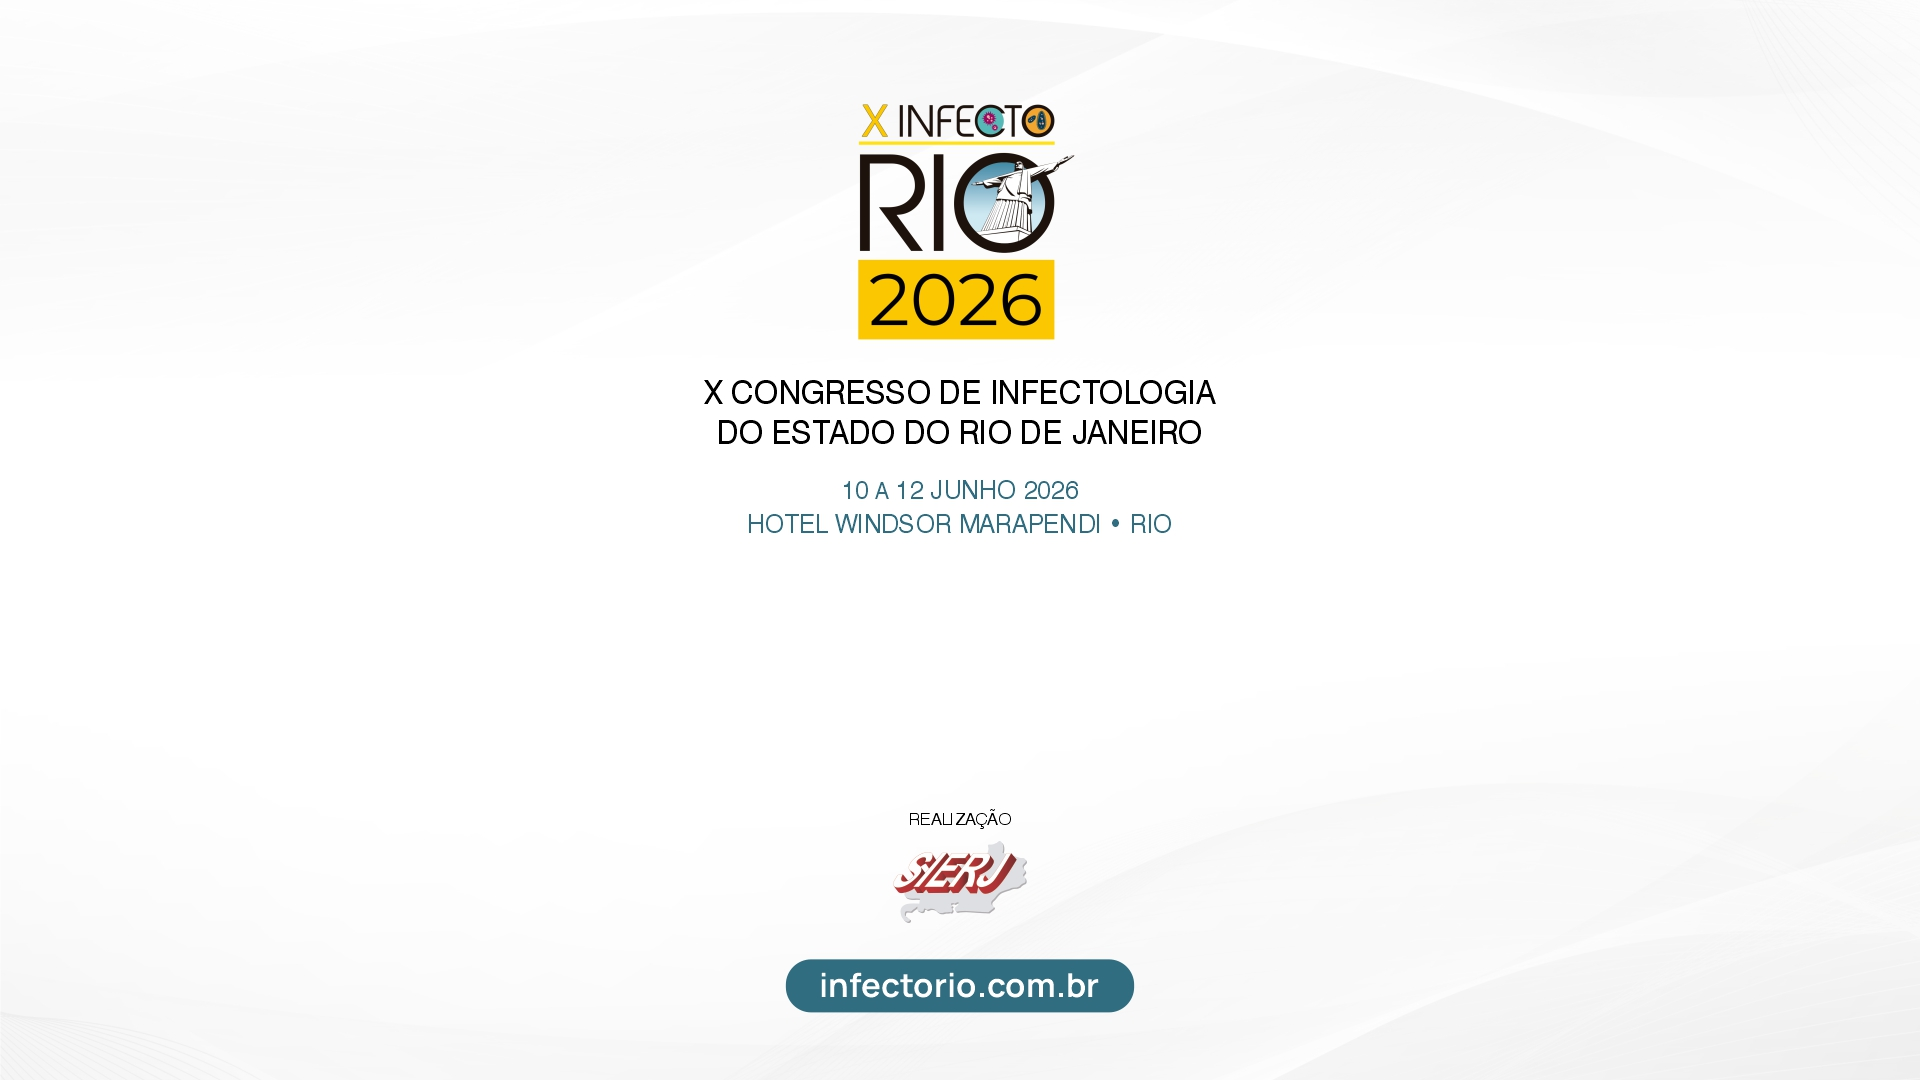 X INFECTO
RIO
2026
X CONGRESSO DE INFECTOLOGIA
DO ESTADO DO RIO DE JANEIRO
10 A 12 JUNHO 2026
HOTEL WINDSOR MARAPENDI • RIO
REALIZAÇÃO
SIERJ
infectorio.com.br